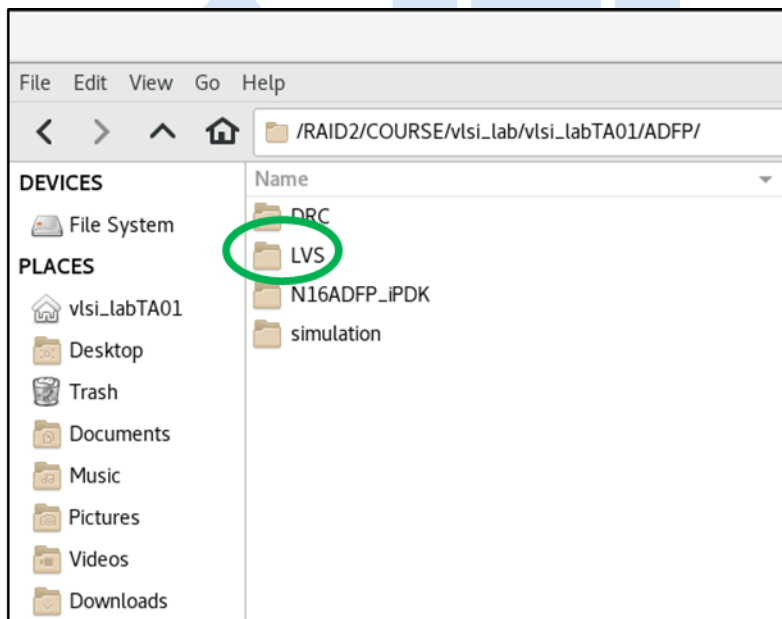 File Edit View Go Help
/RAID2/COURSE/vlsi_lab/vlsi_labTA01/ADFP/
DEVICES
File System
PLACES
vlsi_labTA01
Desktop
Trash
Documents
Music
Pictures
Videos
Downloads
Name
DRC
LVS
N16ADFP_iPDK
simulation